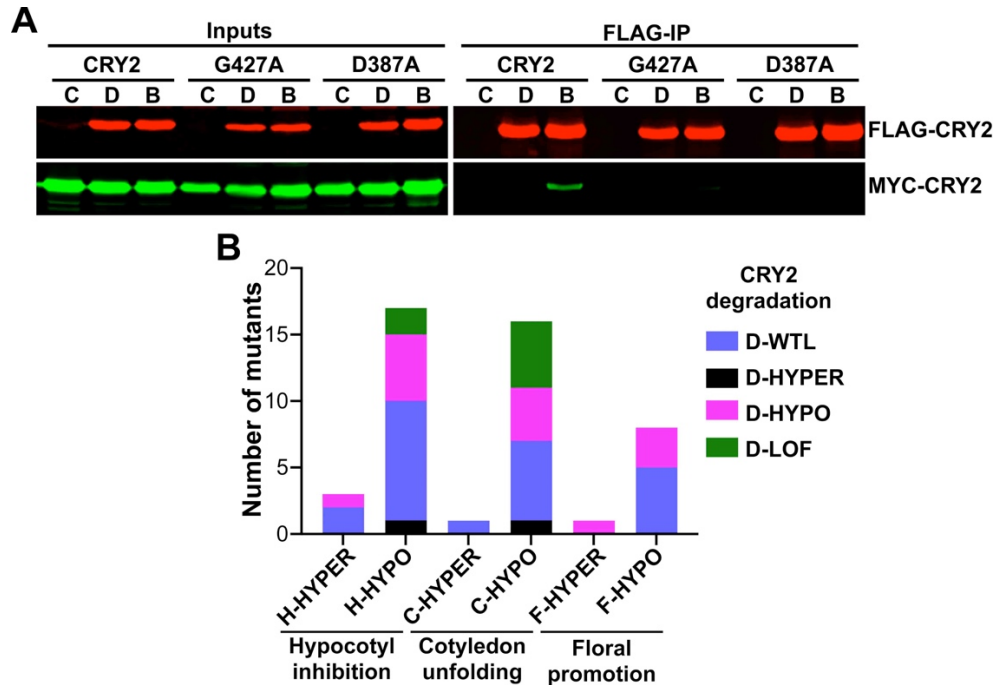 A
Inputs
FLAG-IP
CRY2 G427A D387A CRY2 G427A D387A
C D B C D B C D B C D B C D B C D B
FLAG-CRY2
MYC-CRY2
B
Number of mutants
20
15
10
5
0
CRY2
degradation
D-WTL
D-HYPER
D-HYPO
D-LOF
H-HYPER
H-HYPO
C-HYPER
C-HYPO
F-HYPER
F-HYPO
Hypocotyl
inhibition
Cotyledon
unfolding
Floral
promotion